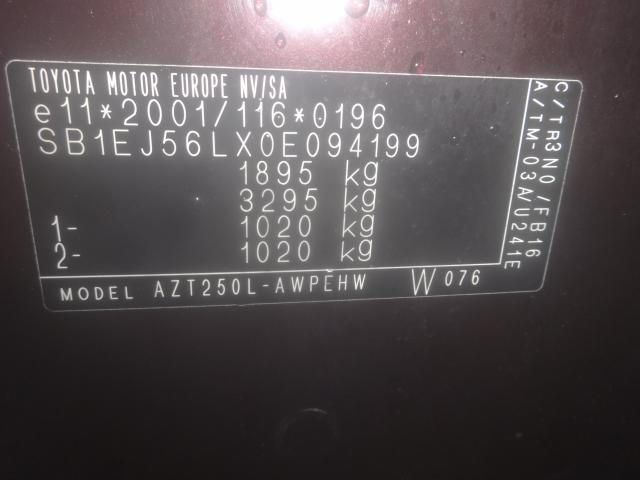 TOYOTA MOTOR EUROPE NV/SA
e11*2001/116*0196
SB1EJ56LX0E094199
1895 kg
3295 kg
1- 1020 kg
2- 1020 kg
MODEL AZT250L-AWPEHW W076
C/TR3N0/FB16
A/TM-03A/U241E